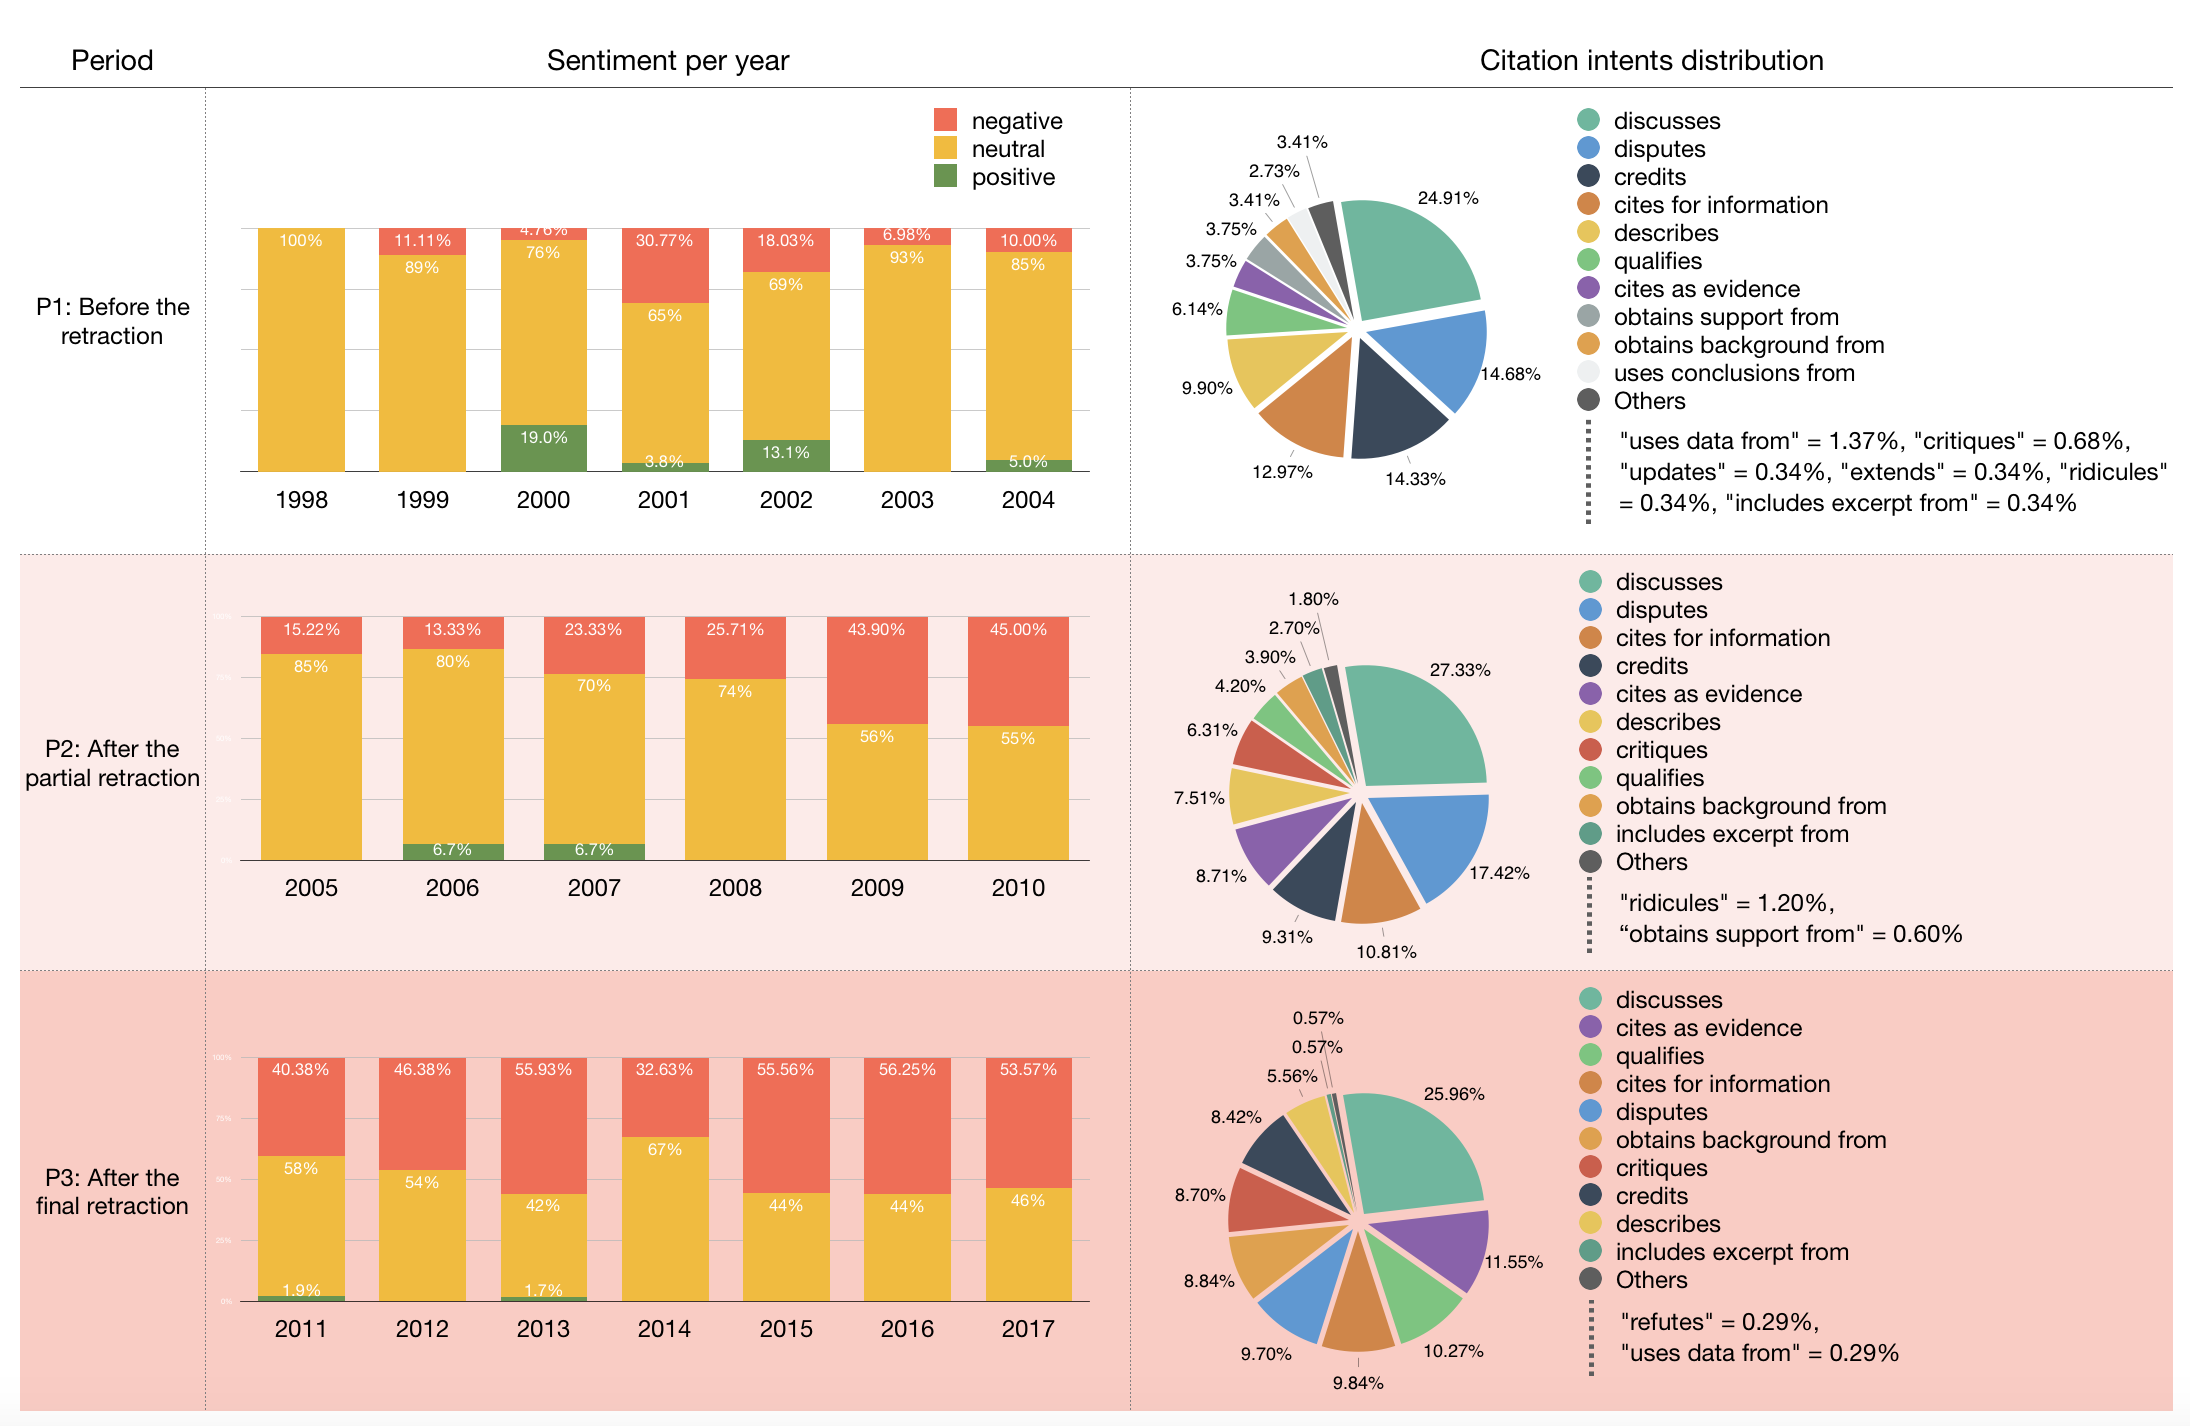 Period
Sentiment per year
Citation intents distribution
P1: Before the
retraction
negative
neutral
positive
100%
11.11%
4.76%
30.77%
18.03%
6.98%
10.00%
89%
76%
65%
69%
93%
85%
19.0%
3.8%
13.1%
5.0%
1998
1999
2000
2001
2002
2003
2004
3.41%
2.73%
3.41%
3.75%
3.75%
6.14%
9.90%
12.97%
14.33%
14.68%
24.91%
discusses
disputes
credits
cites for information
describes
qualifies
cites as evidence
obtains support from
obtains background from
uses conclusions from
Others
"uses data from" = 1.37%, "critiques" = 0.68%,
"updates" = 0.34%, "extends" = 0.34%, "ridicules"
= 0.34%, "includes excerpt from" = 0.34%
P2: After the
partial retraction
100%
75%
50%
25%
0%
15.22%
13.33%
23.33%
25.71%
43.90%
45.00%
85%
80%
70%
74%
56%
55%
6.7%
6.7%
2005
2006
2007
2008
2009
2010
1.80%
2.70%
3.90%
4.20%
6.31%
7.51%
8.71%
9.31%
10.81%
17.42%
27.33%
discusses
disputes
cites for information
credits
cites as evidence
describes
critiques
qualifies
obtains background from
includes excerpt from
Others
"ridicules" = 1.20%,
“obtains support from" = 0.60%
P3: After the
final retraction
100%
75%
50%
25%
0%
40.38%
46.38%
55.93%
32.63%
55.56%
56.25%
53.57%
58%
54%
42%
67%
44%
44%
46%
1.9%
1.7%
2011
2012
2013
2014
2015
2016
2017
0.57%
0.57%
5.56%
8.42%
8.70%
8.84%
9.70%
9.84%
10.27%
11.55%
25.96%
discusses
cites as evidence
qualifies
cites for information
disputes
obtains background from
critiques
credits
describes
includes excerpt from
Others
"refutes" = 0.29%,
"uses data from" = 0.29%